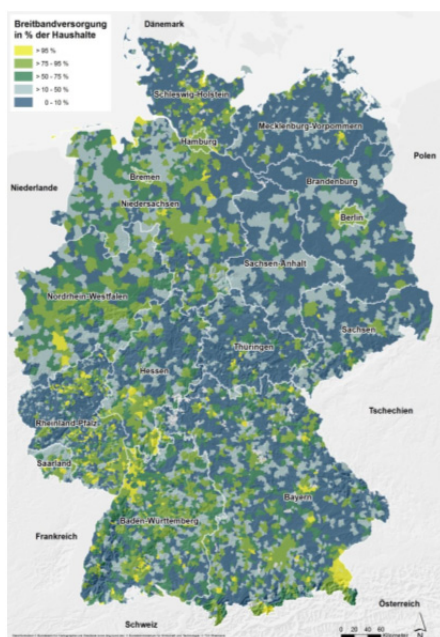 Dänemark
Breitbandversorgung
in % der Haushalte
> 95 %
> 75 - 95 %
> 50 - 75 %
> 10 - 50 %
0 - 10 %
Schleswig-Holstein
Mecklenburg-Vorpommern
Hamburg
Polen
Bremen
Brandenburg
Niederlande
Niedersachsen
Berlin
Sachsen-Anhalt
Nordrhein-Westfalen
Sachsen
Thüringen
Hessen
Tschechien
Rheinland-Pfalz
Saarland
Bayern
Frankreich
Baden-Württemberg
Österreich
Schweiz
0 20 40 60
Kilometer
N